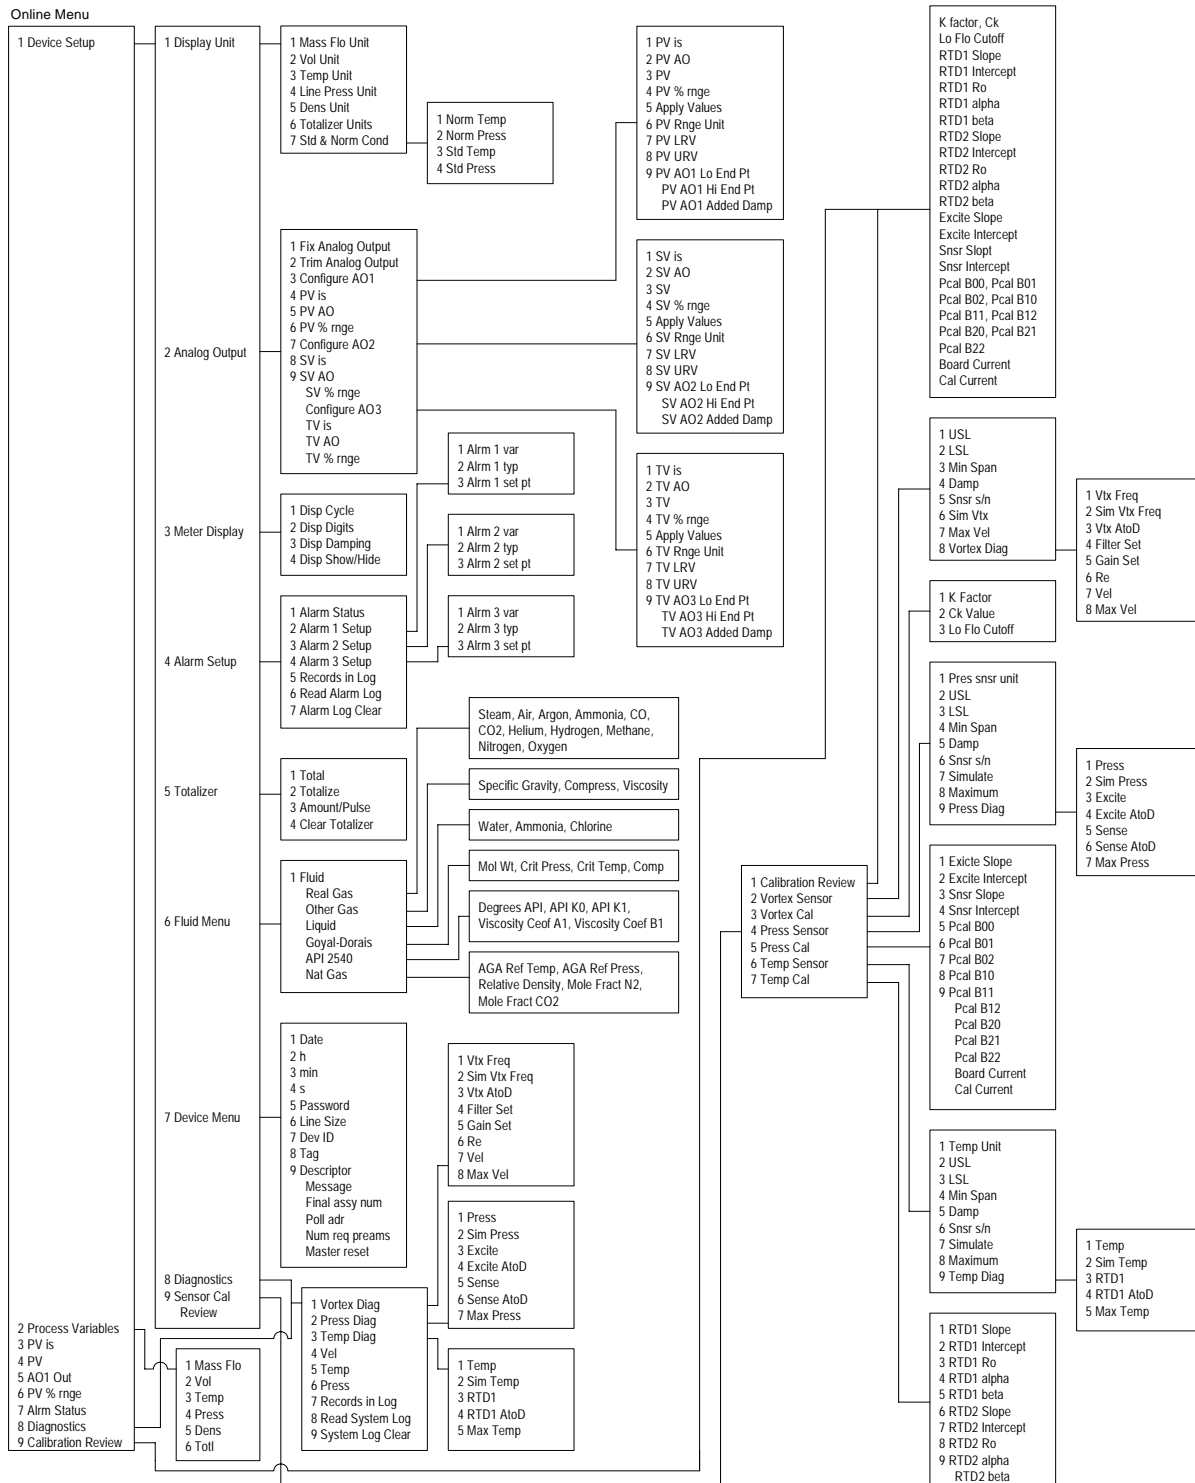 Online Menu
1 Device Setup
2 Process Variables
3 PV is
4 PV
5 AO1 Out
6 PV % rnge
7 Alrm Status
8 Diagnostics
9 Calibration Review
1 Display Unit
2 Analog Output
3 Meter Display
4 Alarm Setup
5 Totalizer
6 Fluid Menu
7 Device Menu
8 Diagnostics
9 Sensor Cal
Review
1 Mass Flo Unit
2 Vol Unit
3 Temp Unit
4 Line Press Unit
5 Dens Unit
6 Totalizer Units
7 Std & Norm Cond
1 Norm Temp
2 Norm Press
3 Std Temp
4 Std Press
1 Fix Analog Output
2 Trim Analog Output
3 Configure AO1
4 PV is
5 PV AO
6 PV % rnge
7 Configure AO2
8 SV is
9 SV AO
SV % rnge
Configure AO3
TV is
TV AO
TV % rnge
1 PV is
2 PV AO
3 PV
4 PV % rnge
5 Apply Values
6 PV Rnge Unit
7 PV LRV
8 PV URV
9 PV AO1 Lo End Pt
PV AO1 Hi End Pt
PV AO1 Added Damp
1 SV is
2 SV AO
3 SV
4 SV % rnge
5 Apply Values
6 SV Rnge Unit
7 SV LRV
8 SV URV
9 SV AO2 Lo End Pt
SV AO2 Hi End Pt
SV AO2 Added Damp
1 TV is
2 TV AO
3 TV
4 TV % rnge
5 Apply Values
6 TV Rnge Unit
7 TV LRV
8 TV URV
9 TV AO3 Lo End Pt
TV AO3 Hi End Pt
TV AO3 Added Damp
1 Disp Cycle
2 Disp Digits
3 Disp Damping
4 Disp Show/Hide
1 Alarm Status
2 Alarm 1 Setup
3 Alarm 2 Setup
4 Alarm 3 Setup
5 Records in Log
6 Read Alarm Log
7 Alarm Log Clear
1 Alrm 1 var
2 Alrm 1 typ
3 Alrm 1 set pt
1 Alrm 2 var
2 Alrm 2 typ
3 Alrm 2 set pt
1 Alrm 3 var
2 Alrm 3 typ
3 Alrm 3 set pt
1 Total
2 Totalize
3 Amount/Pulse
4 Clear Totalizer
1 Fluid
Real Gas
Other Gas
Liquid
Goyal-Dorais
API 2540
Nat Gas
Steam, Air, Argon, Ammonia, CO,
CO2, Helium, Hydrogen, Methane,
Nitrogen, Oxygen
Specific Gravity, Compress, Viscosity
Water, Ammonia, Chlorine
Mol Wt, Crit Press, Crit Temp, Comp
Degrees API, API K0, API K1,
Viscosity Ceof A1, Viscosity Coef B1
AGA Ref Temp, AGA Ref Press,
Relative Density, Mole Fract N2,
Mole Fract CO2
1 Date
2 h
3 min
4 s
5 Password
6 Line Size
7 Dev ID
8 Tag
9 Descriptor
Message
Final assy num
Poll adr
Num req preams
Master reset
1 Vortex Diag
2 Press Diag
3 Temp Diag
4 Vel
5 Temp
6 Press
7 Records in Log
8 Read System Log
9 System Log Clear
1 Vtx Freq
2 Sim Vtx Freq
3 Vtx AtoD
4 Filter Set
5 Gain Set
6 Re
7 Vel
8 Max Vel
1 Press
2 Sim Press
3 Excite
4 Excite AtoD
5 Sense
6 Sense AtoD
7 Max Press
1 Temp
2 Sim Temp
3 RTD1
4 RTD1 AtoD
5 Max Temp
1 Mass Flo
2 Vol
3 Temp
4 Press
5 Dens
6 Totl
1 Calibration Review
2 Vortex Sensor
3 Vortex Cal
4 Press Sensor
5 Press Cal
6 Temp Sensor
7 Temp Cal
K factor, Ck
Lo Flo Cutoff
RTD1 Slope
RTD1 Intercept
RTD1 Ro
RTD1 alpha
RTD1 beta
RTD2 Slope
RTD2 Intercept
RTD2 Ro
RTD2 alpha
RTD2 beta
Excite Slope
Excite Intercept
Snsr Slopt
Snsr Intercept
Pcal B00, Pcal B01
Pcal B02, Pcal B10
Pcal B11, Pcal B12
Pcal B20, Pcal B21
Pcal B22
Board Current
Cal Current
1 USL
2 LSL
3 Min Span
4 Damp
5 Snsr s/n
6 Sim Vtx
7 Max Vel
8 Vortex Diag
1 Vtx Freq
2 Sim Vtx Freq
3 Vtx AtoD
4 Filter Set
5 Gain Set
6 Re
7 Vel
8 Max Vel
1 K Factor
2 Ck Value
3 Lo Flo Cutoff
1 Pres snsr unit
2 USL
3 LSL
4 Min Span
5 Damp
6 Snsr s/n
7 Simulate
8 Maximum
9 Press Diag
1 Press
2 Sim Press
3 Excite
4 Excite AtoD
5 Sense
6 Sense AtoD
7 Max Press
1 Exicte Slope
2 Excite Intercept
3 Snsr Slope
4 Snsr Intercept
5 Pcal B00
6 Pcal B01
7 Pcal B02
8 Pcal B10
9 Pcal B11
Pcal B12
Pcal B20
Pcal B21
Pcal B22
Board Current
Cal Current
1 Temp Unit
2 USL
3 LSL
4 Min Span
5 Damp
6 Snsr s/n
7 Simulate
8 Maximum
9 Temp Diag
1 Temp
2 Sim Temp
3 RTD1
4 RTD1 AtoD
5 Max Temp
1 RTD1 Slope
2 RTD1 Intercept
3 RTD1 Ro
4 RTD1 alpha
5 RTD1 beta
6 RTD2 Slope
7 RTD2 Intercept
8 RTD2 Ro
9 RTD2 alpha
RTD2 beta